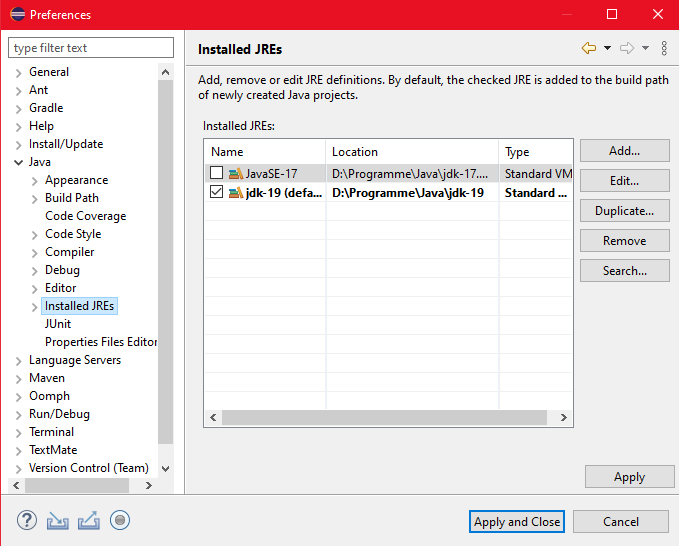 Preferences
type filter text
General
Ant
Gradle
Help
Install/Update
Java
Appearance
Build Path
Code Coverage
Code Style
Compiler
Debug
Editor
Installed JREs
JUnit
Properties Files Editor
Language Servers
Maven
Oomph
Run/Debug
Terminal
TextMate
Version Control (Team)
Installed JREs
Add, remove or edit JRE definitions. By default, the checked JRE is added to the build path
of newly created Java projects.
Installed JREs:
Name Location Type
JavaSE-17 D:\Programme\Java\jdk-17.... Standard VM
jdk-19 (defa... D:\Programme\Java\jdk-19 Standard ...
Add...
Edit...
Duplicate...
Remove
Search...
Apply
?
Apply and Close Cancel